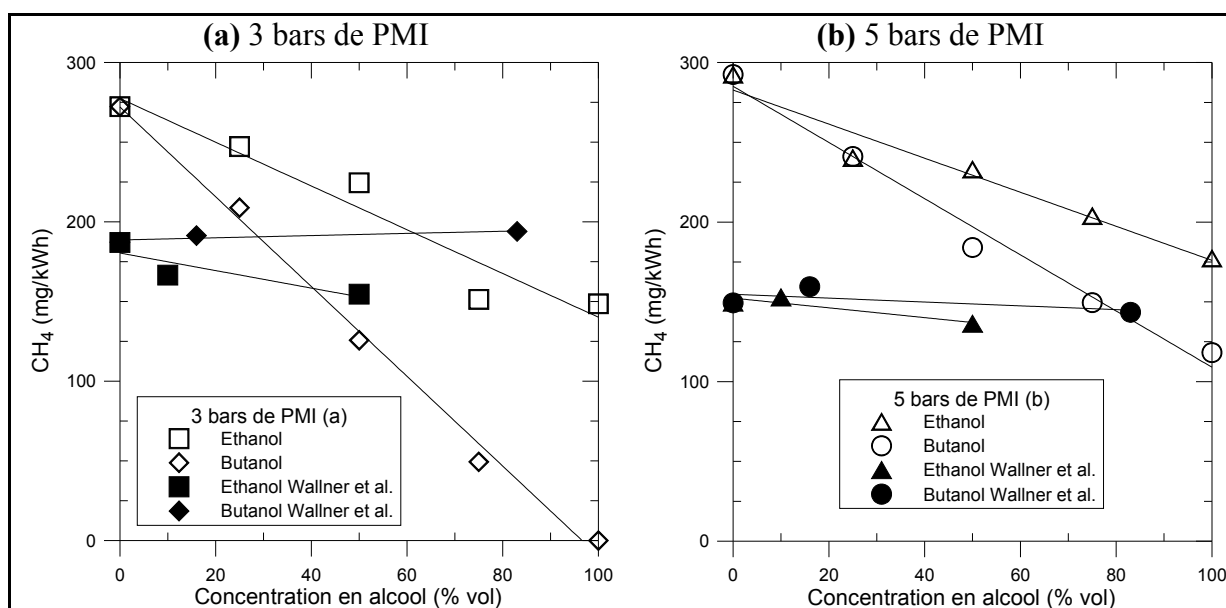 (a) 3 bars de PMI
300
200
100
0
CH4 (mg/kWh)
0 20 40 60 80 100
Concentration en alcool (% vol)
3 bars de PMI (a)
Ethanol
Butanol
Ethanol Wallner et al.
Butanol Wallner et al.
(b) 5 bars de PMI
300
200
100
0
CH4 (mg/kWh)
0 20 40 60 80 100
Concentration en alcool (% vol)
5 bars de PMI (b)
Ethanol
Butanol
Ethanol Wallner et al.
Butanol Wallner et al.